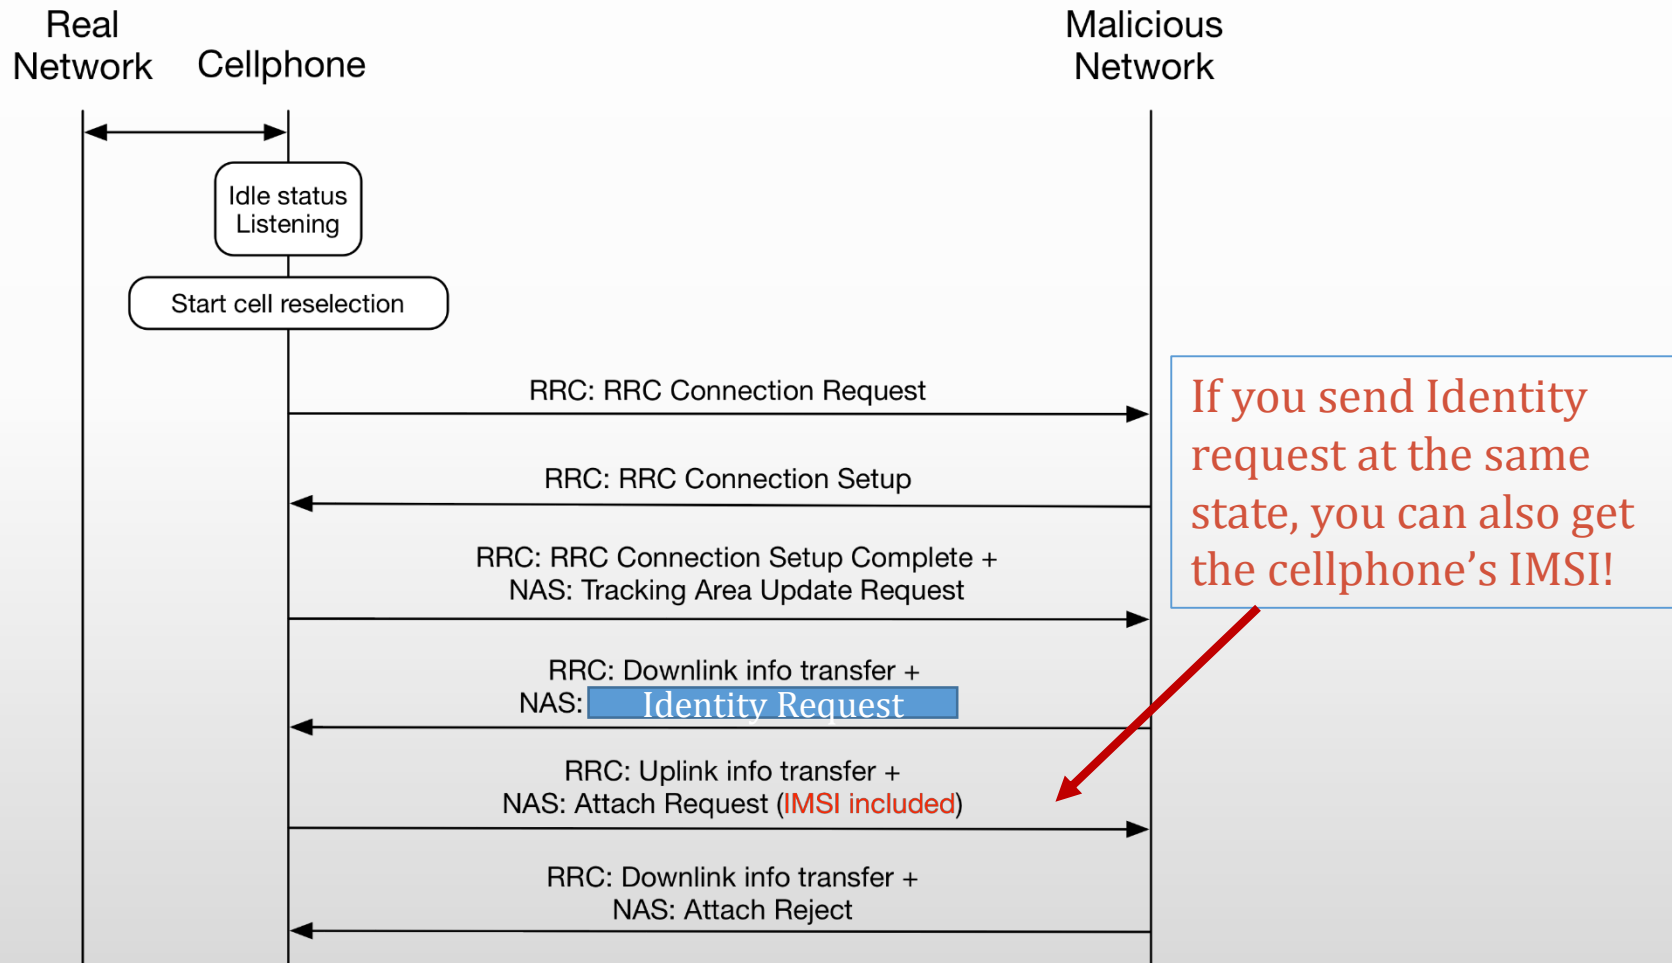 Real
Network
Cellphone
Malicious
Network
Idle status
Listening
Start cell reselection
RRC: RRC Connection Request
RRC: RRC Connection Setup
RRC: RRC Connection Setup Complete +
NAS: Tracking Area Update Request
RRC: Downlink info transfer +
NAS: Identity Request
RRC: Uplink info transfer +
NAS: Attach Request (IMSI included)
RRC: Downlink info transfer +
NAS: Attach Reject
If you send Identity
request at the same
state, you can also get
the cellphone’s IMSI!